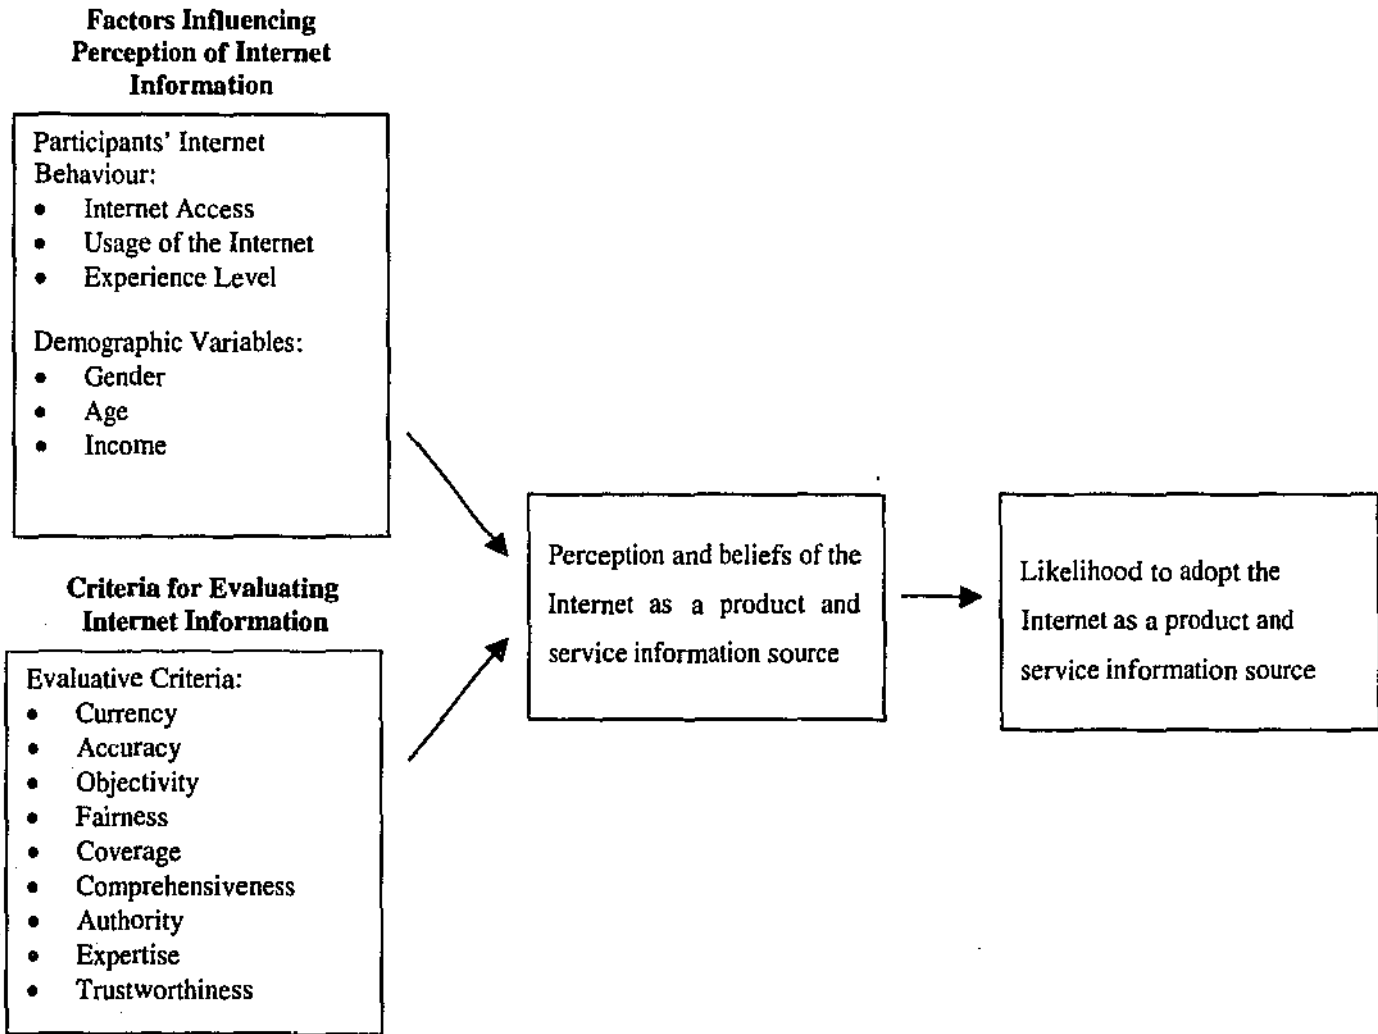 Factors Influencing
Perception of Internet
Information
Participants' Internet
Behaviour:
• Internet Access
• Usage of the Internet
• Experience Level
Demographic Variables:
• Gender
• Age
• Income
Criteria for Evaluating
Internet Information
Evaluative Criteria:
• Currency
• Accuracy
• Objectivity
• Fairness
• Coverage
• Comprehensiveness
• Authority
• Expertise
• Trustworthiness
Perception and beliefs of the
Internet as a product and
service information source
Likelihood to adopt the
Internet as a product and
service information source